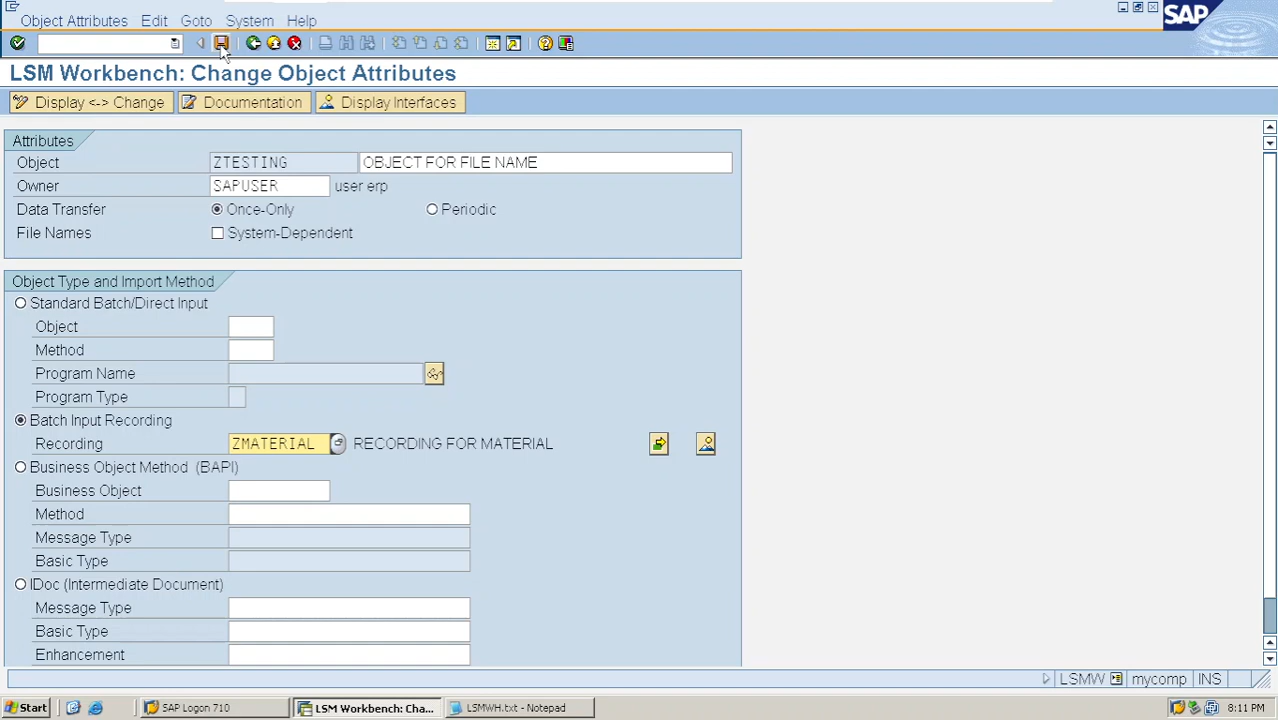 Object Attributes Edit Goto System Help
SAP
LSM Workbench: Change Object Attributes
Display <-> Change Documentation Display Interfaces
Attributes
Object ZTESTING OBJECT FOR FILE NAME
Owner SAPUSER user erp
Data Transfer Once-Only Periodic
File Names System-Dependent
Object Type and Import Method
Standard Batch/Direct Input
Object
Method
Program Name
Program Type
Batch Input Recording
Recording ZMATERIAL RECORDING FOR MATERIAL
Business Object Method (BAPI)
Business Object
Method
Message Type
Basic Type
IDoc (Intermediate Document)
Message Type
Basic Type
Enhancement
LSMW mycomp INS
Start SAP Logon 710 LSM Workbench: Cha... LSMWH.txt - Notepad 8:11 PM